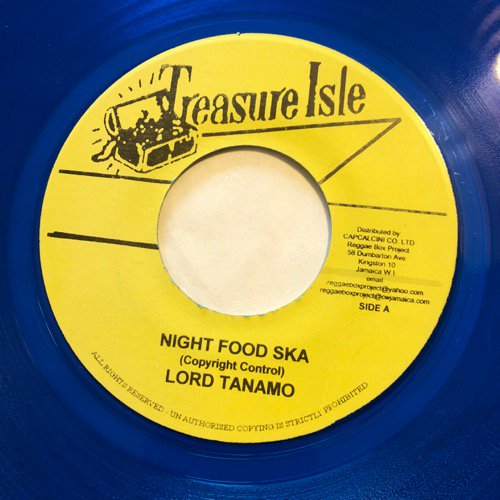 Treasure Isle
Distributed by
CAPCALCINI CO. LTD
Reggae Box Project
58 Dumbarton Ave.
Kingston 10
Jamaica W.I.
email
reggaeboxproject@yahoo.com
reggaeboxproject@cwjamaica.com
SIDE A
NIGHT FOOD SKA
(Copyright Control)
LORD TANAMO
ALL RIGHTS RESERVED - UNAUTHORISED COPYING IS STRICTLY PROHIBITED